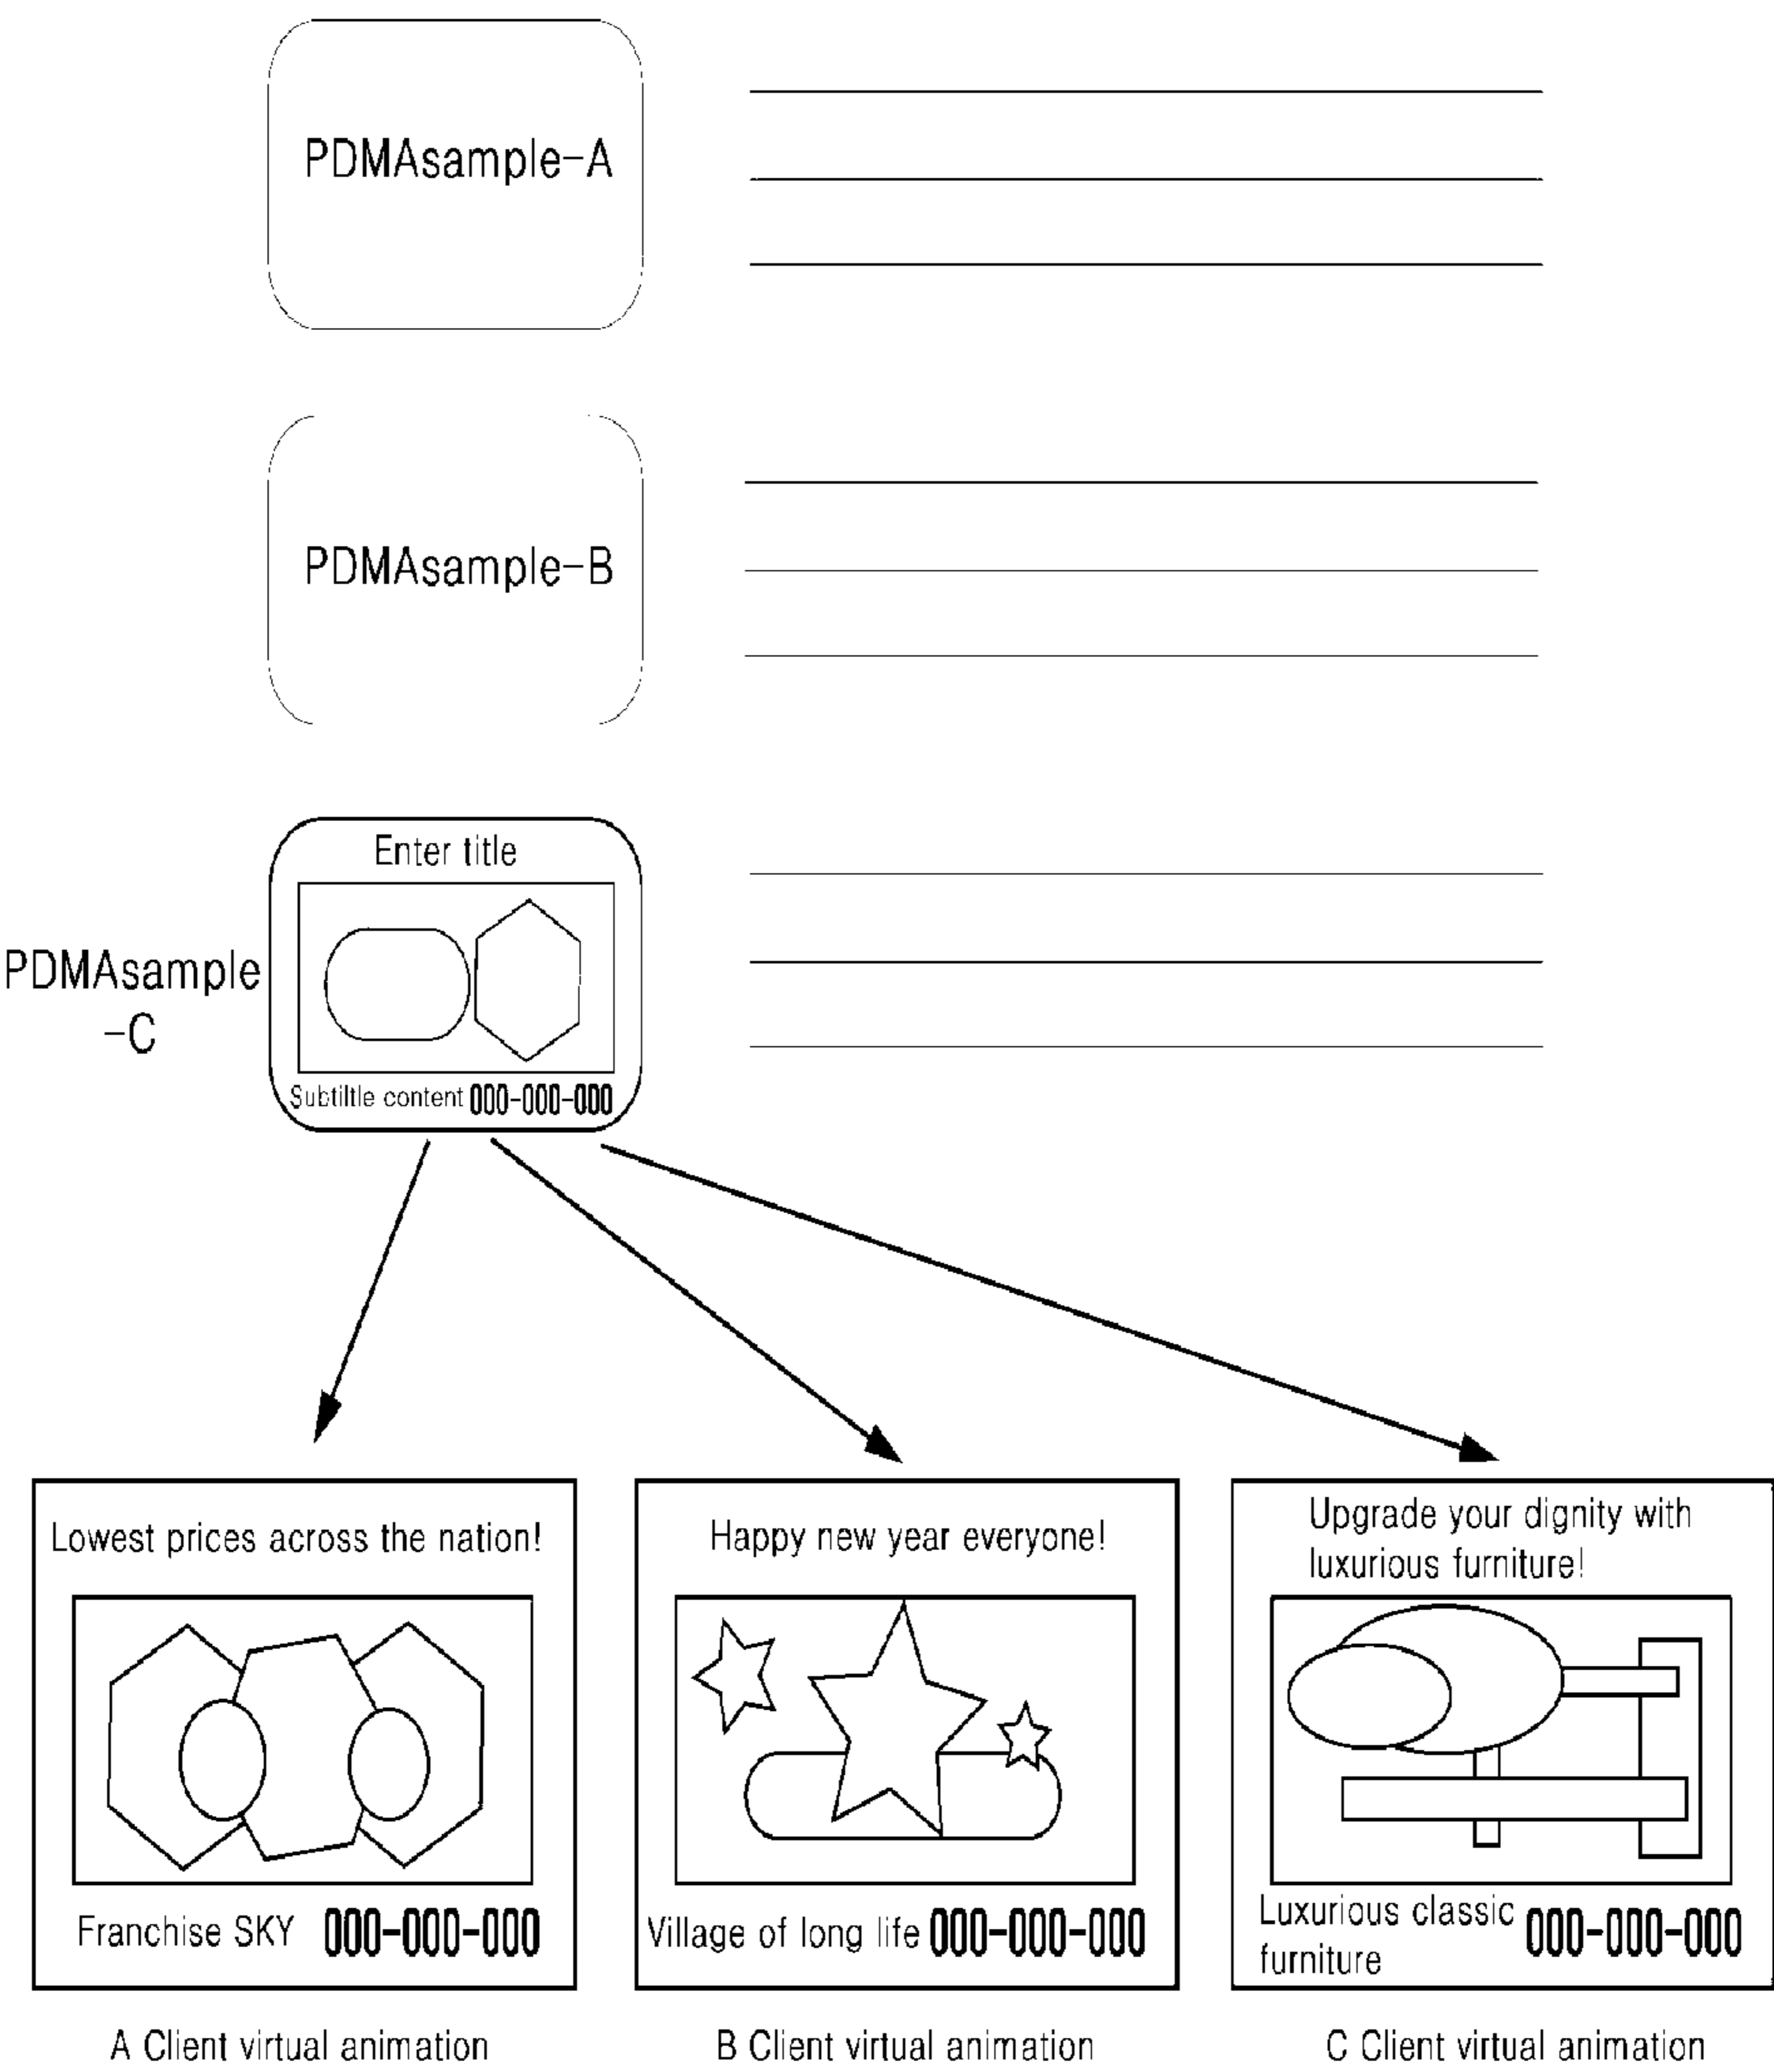 PDMAsample-A
PDMAsample-B
Enter title
PDMAsample
-C
Subtiltle content 000-000-000
Lowest prices across the nation!
Franchise SKY 000-000-000
A Client virtual animation
Happy new year everyone!
Village of long life 000-000-000
B Client virtual animation
Upgrade your dignity with
luxurious furniture!
Luxurious classic
furniture
000-000-000
C Client virtual animation